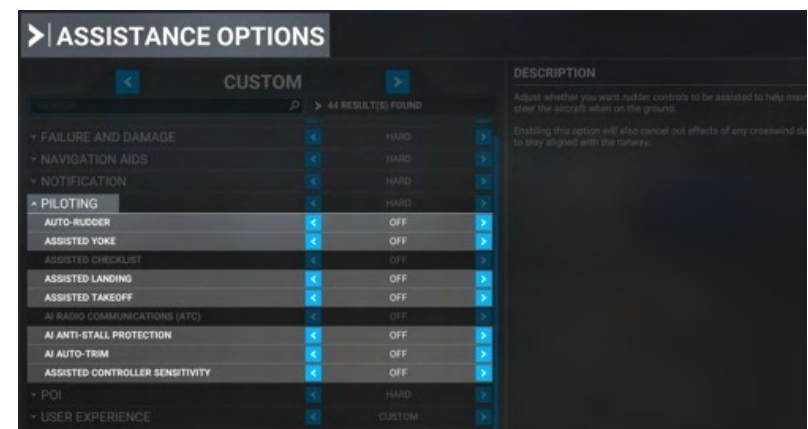 ASSISTANCE OPTIONS
CUSTOM
SEARCH
44 RESULT(S) FOUND
FAILURE AND DAMAGE HARD
NAVIGATION AIDS HARD
NOTIFICATION HARD
PILOTING HARD
AUTO-RUDDER OFF
ASSISTED YOKE OFF
ASSISTED CHECKLIST OFF
ASSISTED LANDING OFF
ASSISTED TAKEOFF OFF
AI RADIO COMMUNICATIONS (ATC) OFF
AI ANTI-STALL PROTECTION OFF
AI AUTO-TRIM OFF
ASSISTED CONTROLLER SENSITIVITY OFF
POI HARD
USER EXPERIENCE CUSTOM
DESCRIPTION
Adjust whether you want rudder controls to be assisted to help
steer the aircraft when on the ground.
Enabling this option will also cancel out effects of any crosswind
to stay aligned with the runway.